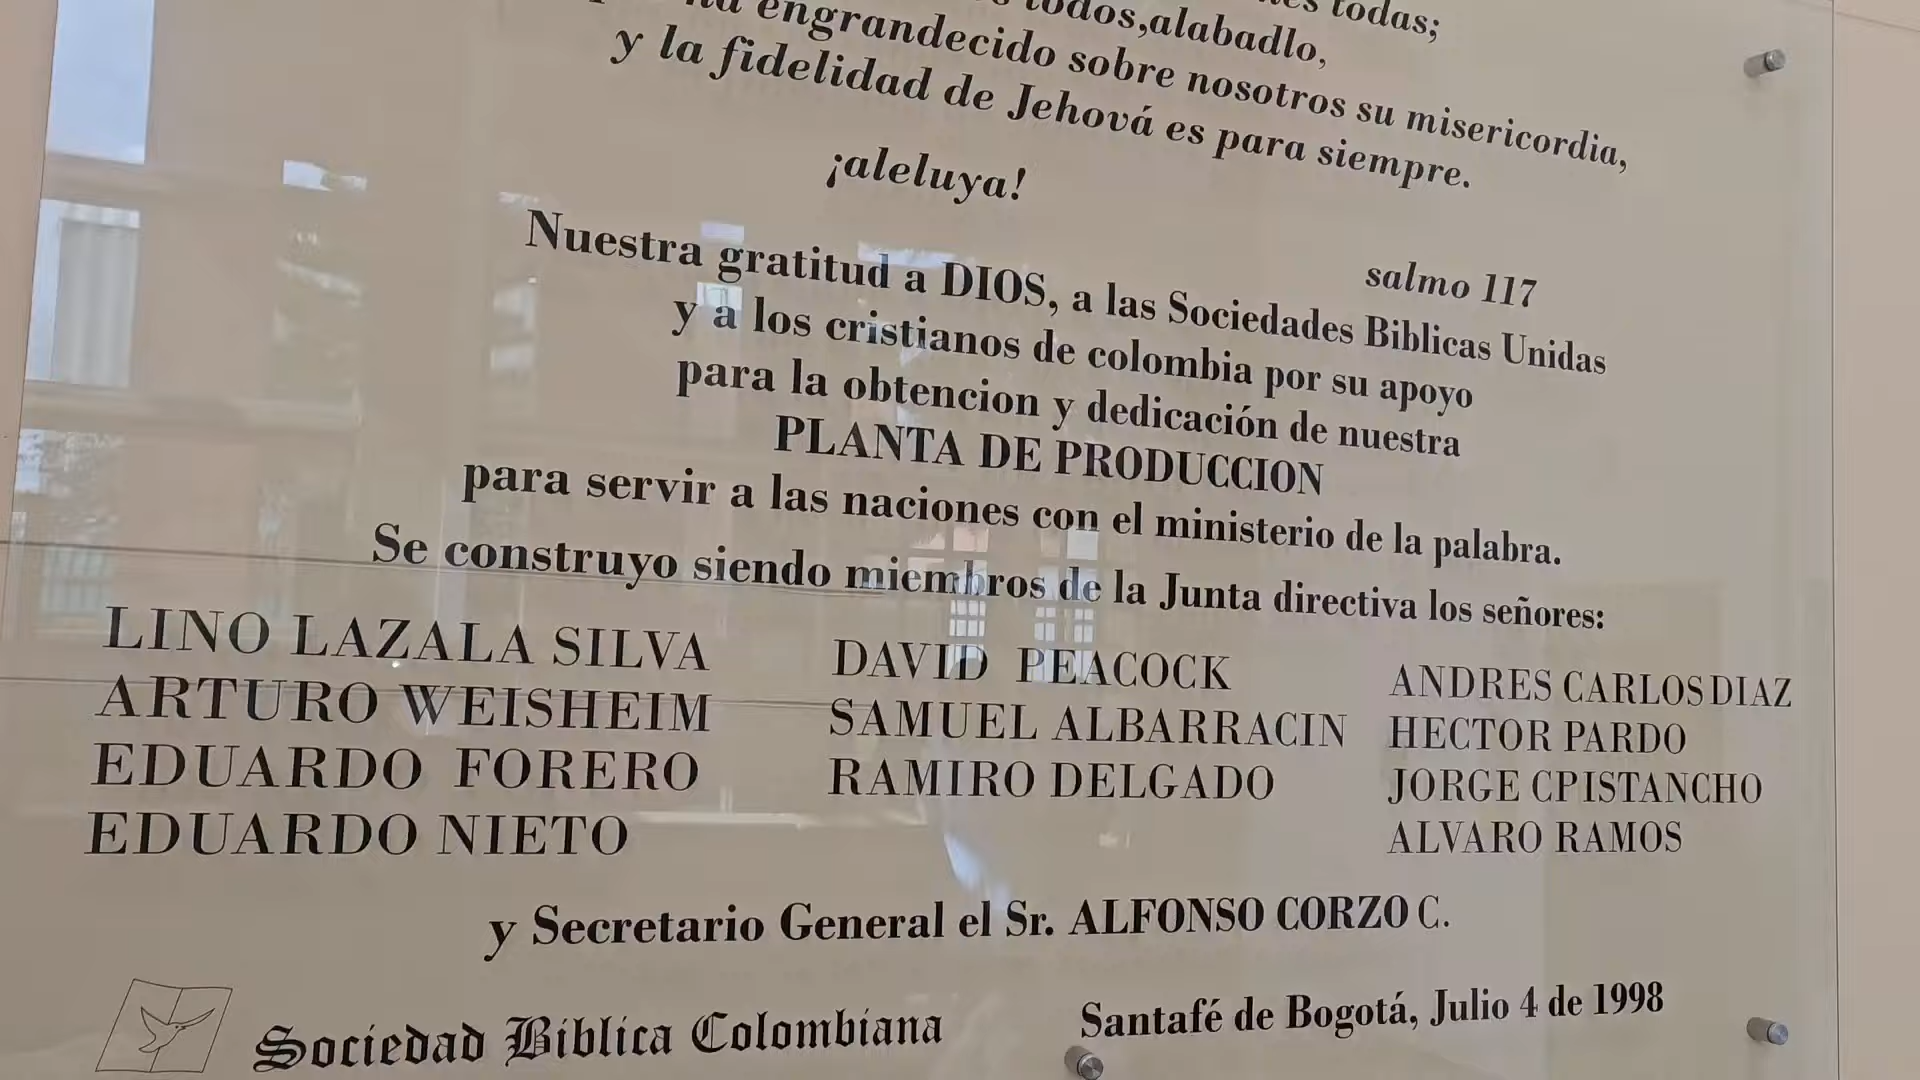 todas;
todos,alabadlo,
engrandecido sobre nosotros su misericordia,
y la fidelidad de Jehová es para siempre.
¡aleluya!
salmo 117
Nuestra gratitud a DIOS, a las Sociedades Biblicas Unidas
y a los cristianos de colombia por su apoyo
para la obtencion y dedicación de nuestra
PLANTA DE PRODUCCION
para servir a las naciones con el ministerio de la palabra.
Se construyo siendo miembros de la Junta directiva los señores:
LINO LAZALA SILVA
ARTURO WEISHEIM
EDUARDO FORERO
EDUARDO NIETO
DAVID PEACOCK
SAMUEL ALBARRACIN
RAMIRO DELGADO
ANDRES CARLOS DIAZ
HECTOR PARDO
JORGE CPISTANCHO
ALVARO RAMOS
y Secretario General el Sr. ALFONSO CORZO C.
Sociedad Bíblica Colombiana
Santafé de Bogotá, Julio 4 de 1998